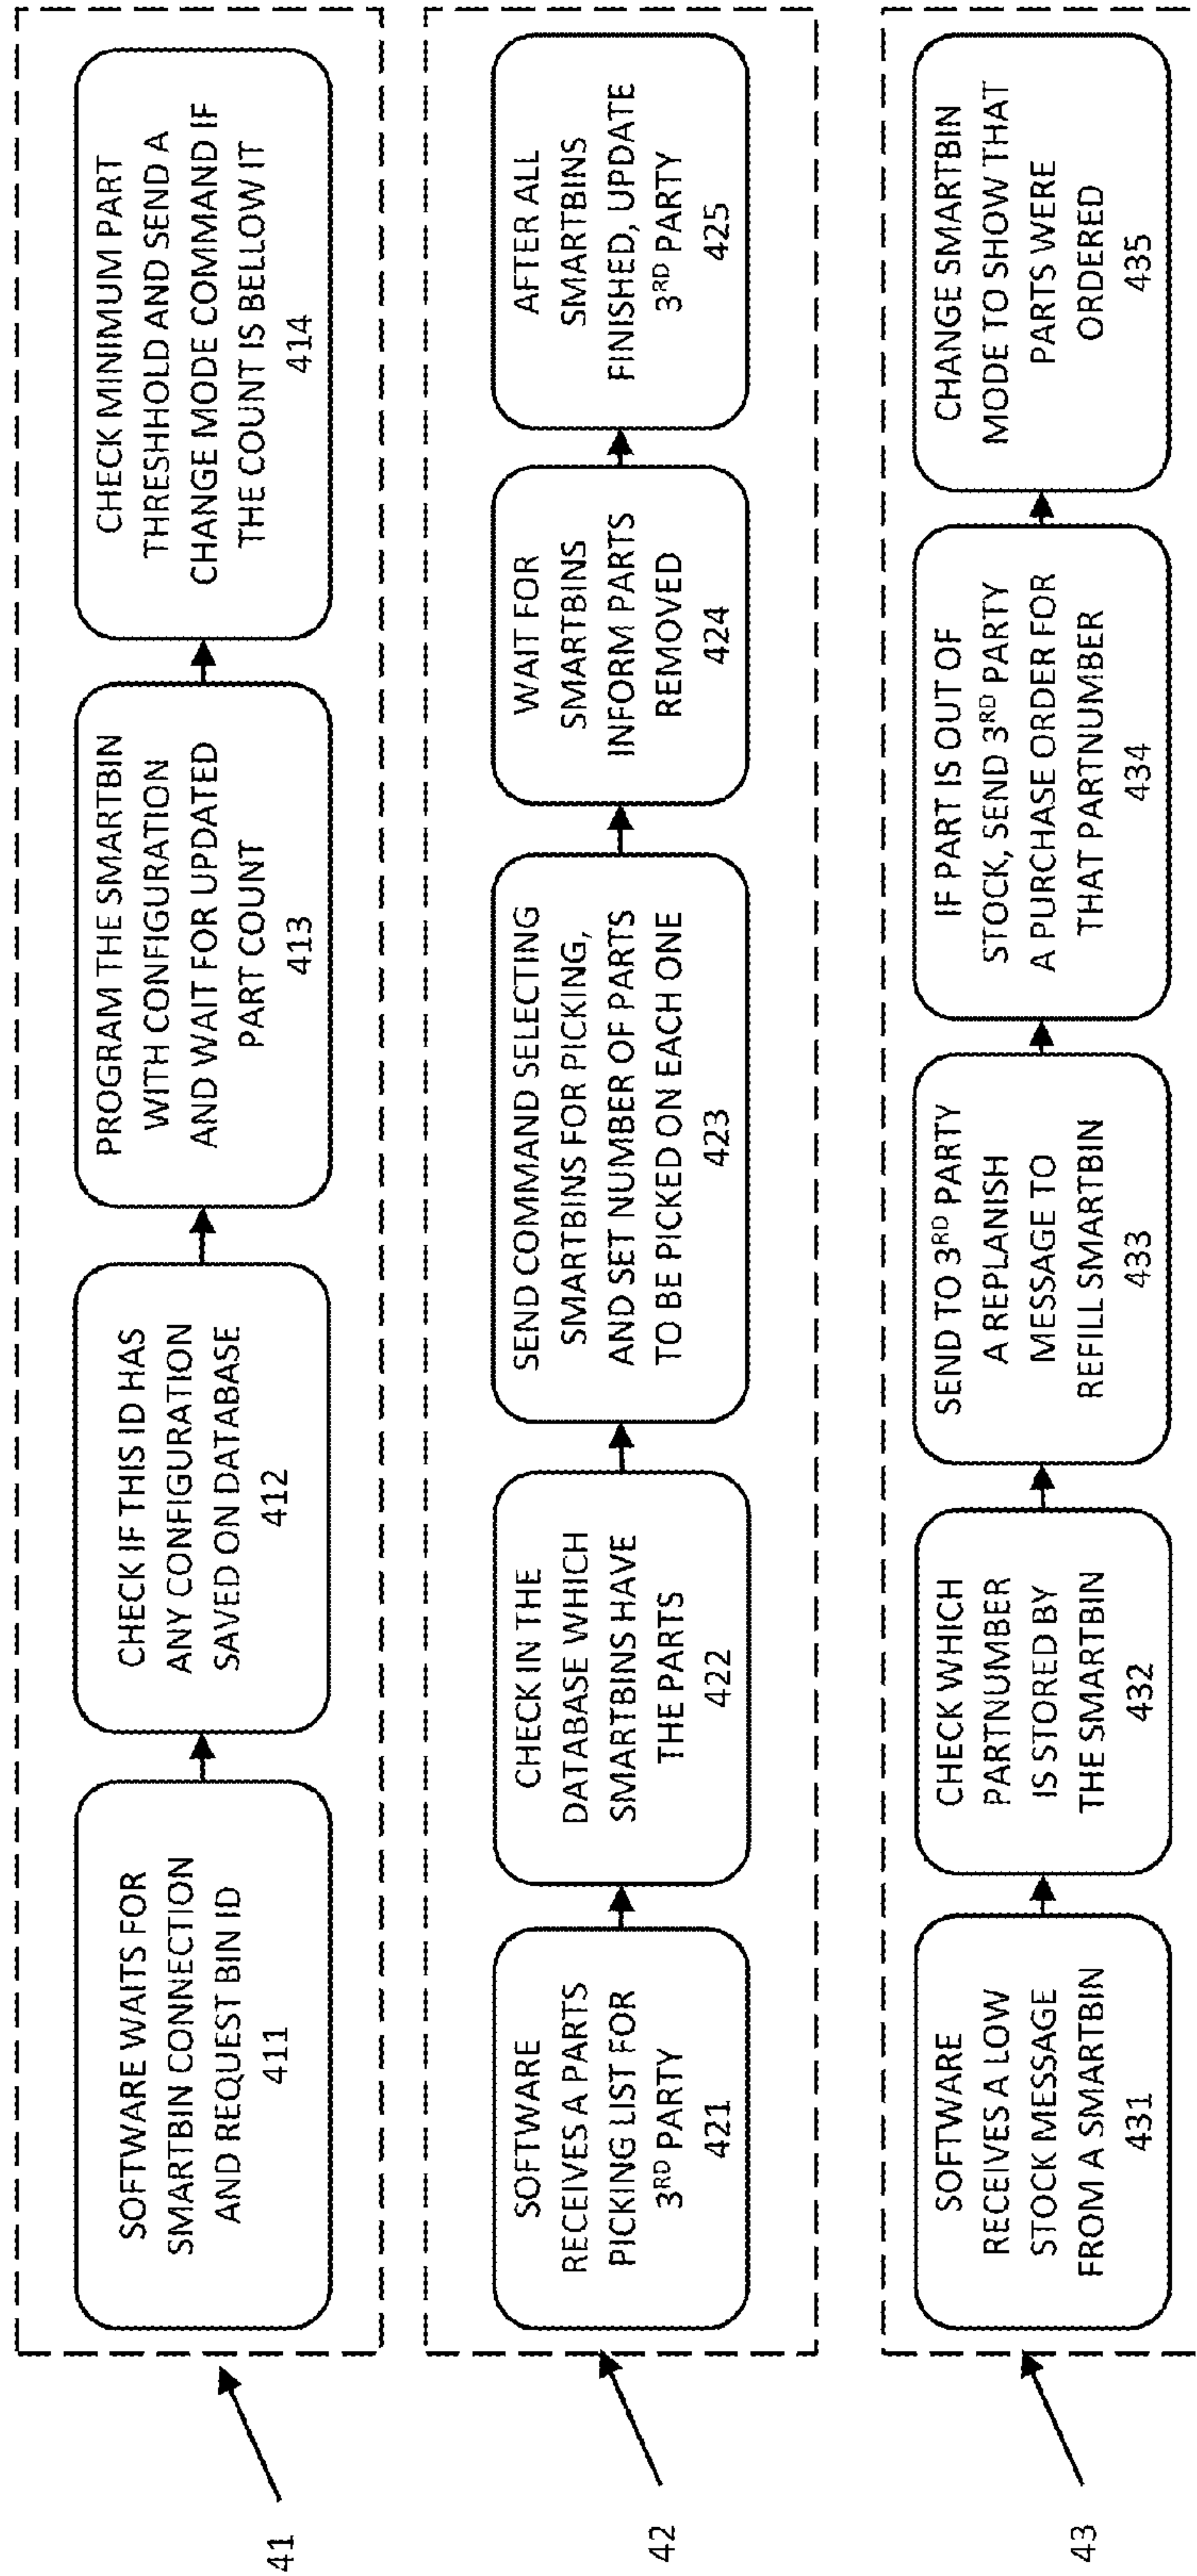 41
SOFTWARE WAITS FOR
SMARTBIN CONNECTION
AND REQUEST BIN ID
411
CHECK IF THIS ID HAS
ANY CONFIGURATION
SAVED ON DATABASE
412
PROGRAM THE SMARTBIN
WITH CONFIGURATION
AND WAIT FOR UPDATED
PART COUNT
413
CHECK MINIMUM PART
THRESHHOLD AND SEND A
CHANGE MODE COMMAND IF
THE COUNT IS BELLOW IT
414
42
SOFTWARE
RECEIVES A PARTS
PICKING LIST FOR
3RD PARTY
421
CHECK IN THE
DATABASE WHICH
SMARTBINS HAVE
THE PARTS
422
SEND COMMAND SELECTING
SMARTBINS FOR PICKING,
AND SET NUMBER OF PARTS
TO BE PICKED ON EACH ONE
423
WAIT FOR
SMARTBINS
INFORM PARTS
REMOVED
424
AFTER ALL
SMARTBINS
FINISHED, UPDATE
3RD PARTY
425
43
SOFTWARE
RECEIVES A LOW
STOCK MESSAGE
FROM A SMARTBIN
431
CHECK WHICH
PARTNUMBER
IS STORED BY
THE SMARTBIN
432
SEND TO 3RD PARTY
A REPLANISH
MESSAGE TO
REFILL SMARTBIN
433
IF PART IS OUT OF
STOCK, SEND 3RD PARTY
A PURCHASE ORDER FOR
THAT PARTNUMBER
434
CHANGE SMARTBIN
MODE TO SHOW THAT
PARTS WERE
ORDERED
435